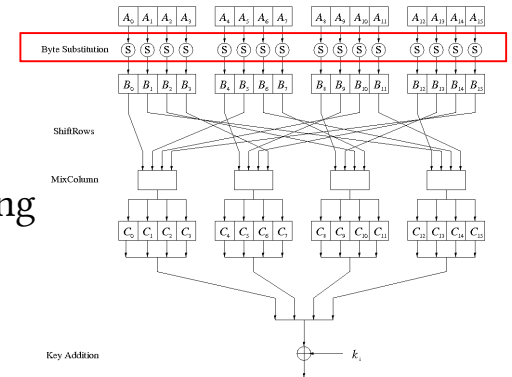 A₀ A₁ A₂ A₃ A₄ A₅ A₆ A₇ A₈ A₉ A₁₀ A₁₁ A₁₂ A₁₃ A₁₄ A₁₅
Byte Substitution S S S S S S S S S S S S S S S S
B₀ B₁ B₂ B₃ B₄ B₅ B₆ B₇ B₈ B₉ B₁₀ B₁₁ B₁₂ B₁₃ B₁₄ B₁₅
ShiftRows
MixColumn
ng
C₀ C₁ C₂ C₃ C₄ C₅ C₆ C₇ C₈ C₉ C₁₀ C₁₁ C₁₂ C₁₃ C₁₄ C₁₅
Key Addition kᵢ